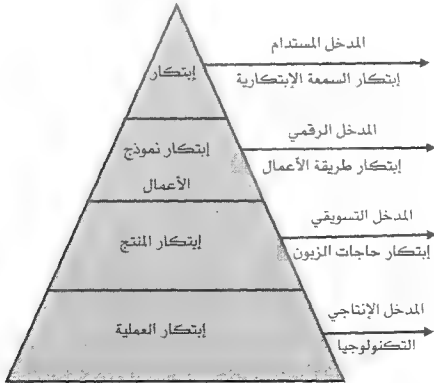 المدخل المستدام
إبتكار السمعة الإبتكارية
إبتكار
المدخل الرقمي
إبتكار طريقة الأعمال
إبتكار نموذج
الأعمال
المدخل التسويقي
إبتكار حاجات الزبون
إبتكار المنتج
المدخل الإنتاجي
التكنولوجيا
إبتكار العملية